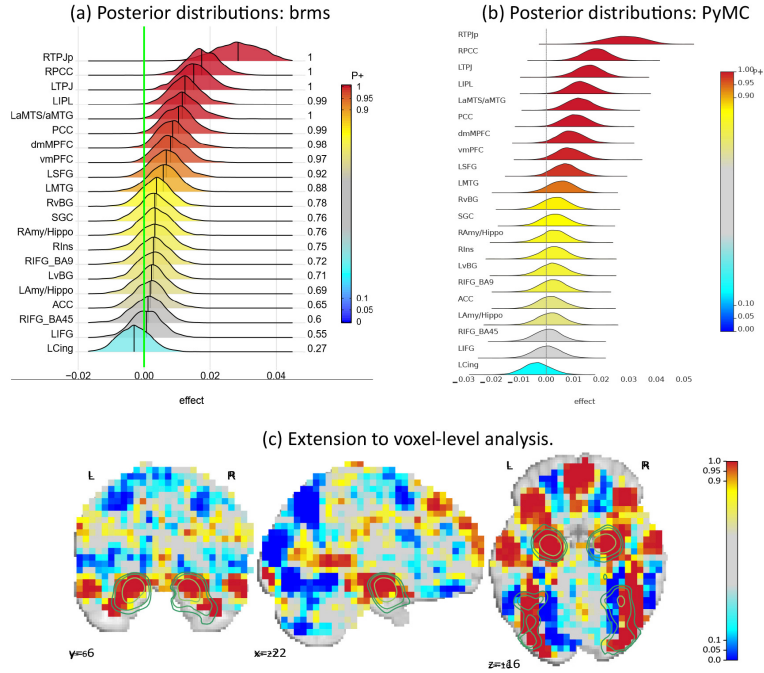 (a) Posterior distributions: brms
RTPJp 1
RPCC 1
LTPJ 1
LIPL 0.99
LaMTS/aMTG 1
PCC 0.99
dmMPFC 0.98
vmPFC 0.97
LSFG 0.92
LMTG 0.88
RvBG 0.78
SGC 0.76
RAmy/Hippo 0.76
RIns 0.75
RIFG_BA9 0.72
LvBG 0.71
LAmy/Hippo 0.69
ACC 0.65
RIFG_BA45 0.6
LIFG 0.55
LCing 0.27
−0.02 0.00 0.02 0.04
effect
P+
1
0.95
0.9
0.1
0.05
0
(b) Posterior distributions: PyMC
RTPJp
RPCC
LTPJ
LIPL
LaMTS/aMTG
PCC
dmMPFC
vmPFC
LSFG
LMTG
RvBG
SGC
RAmy/Hippo
RIns
LvBG
RIFG_BA9
ACC
LAmy/Hippo
RIFG_BA45
LIFG
LCing
−0.03 −0.02 −0.01 0.00 0.01 0.02 0.03 0.04 0.05
effect
1.00 P+
0.95
0.90
0.10
0.05
0.00
(c) Extension to voxel-level analysis.
L R
L R
1.0
0.95
0.9
0.1
0.05
0.0